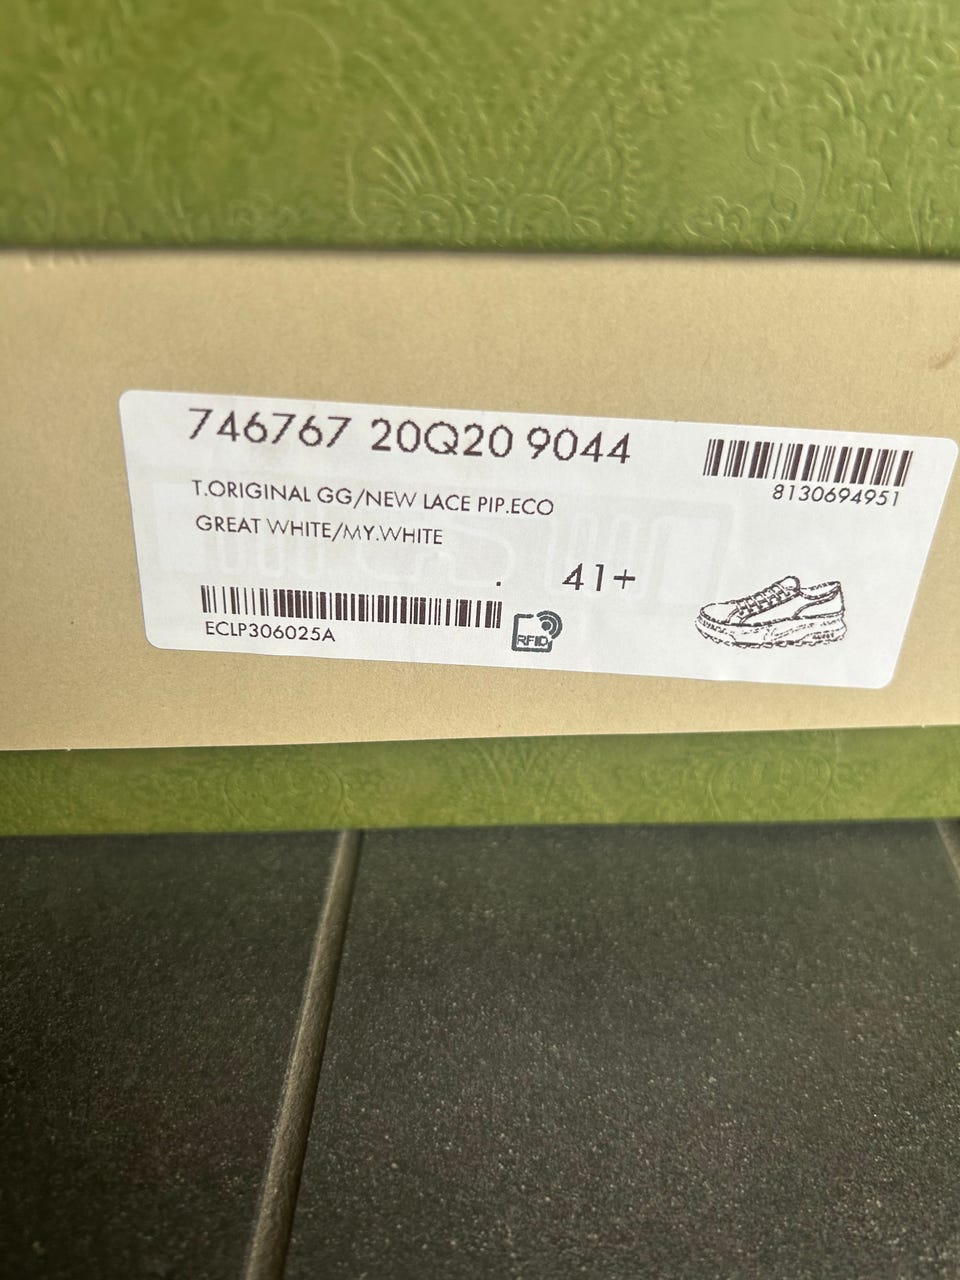 746767 20Q20 9044
8130694951
T.ORIGINAL GG/NEW LACE PIP.ECO
GREAT WHITE/MY.WHITE
. 41+
ECLP306025A
RFID